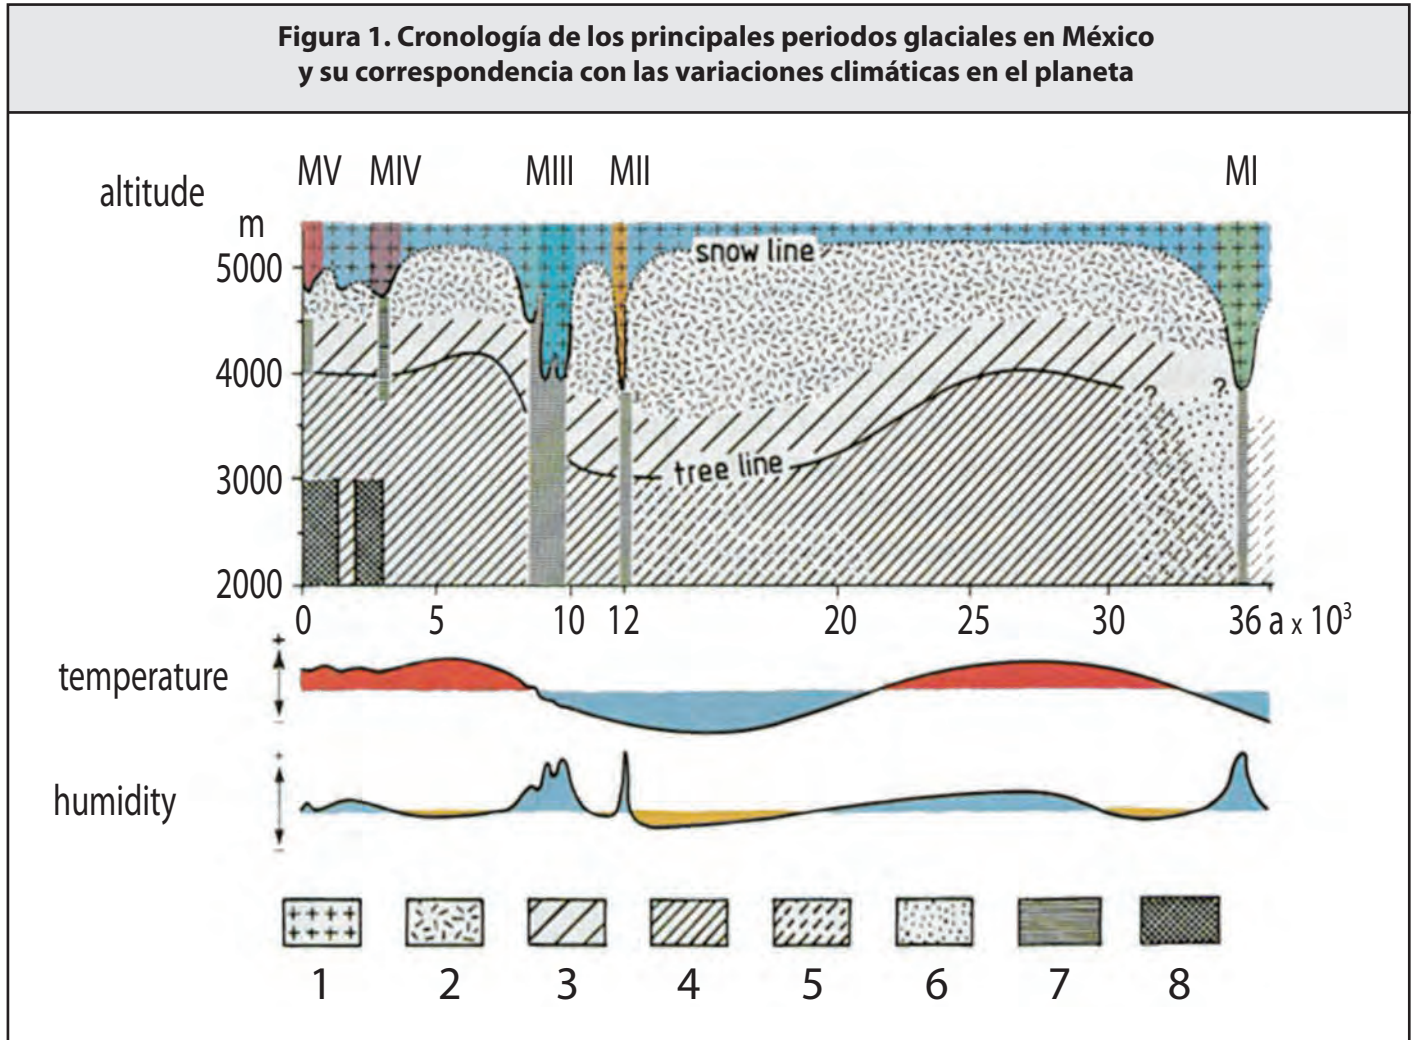 Figura 1. Cronología de los principales periodos glaciales en México
y su correspondencia con las variaciones climáticas en el planeta
MV MIV MIII MII MI
altitude
m
5000
snow line
4000
? ?
3000
tree line
2000
0 5 10 12 20 25 30 36 a x 10³
+
temperature
-
+
humidity
-
1 2 3 4 5 6 7 8